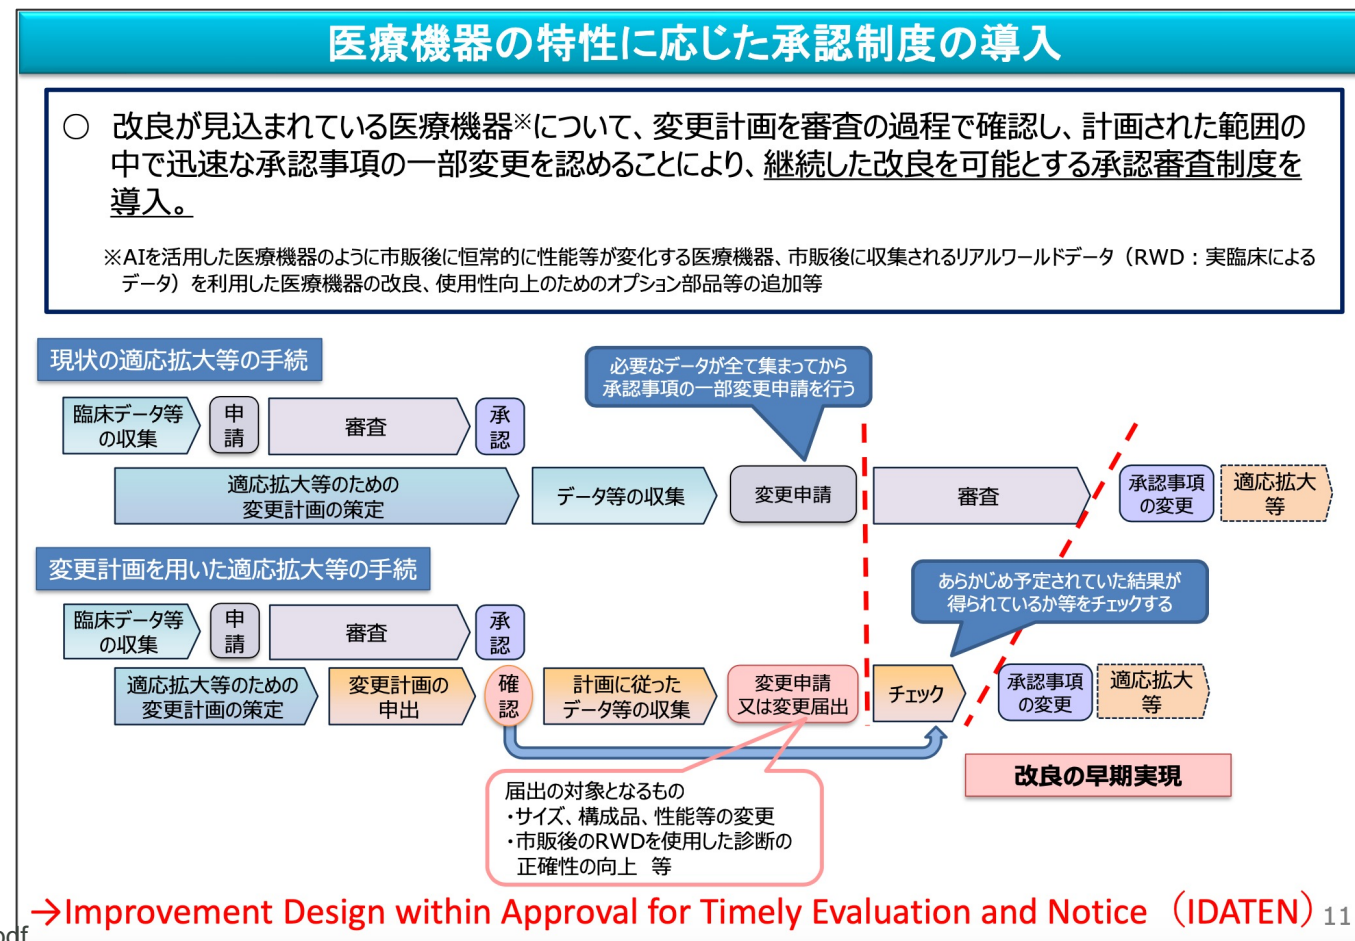 医療機器の特性に応じた承認制度の導入
○ 改良が見込まれている医療機器※について、変更計画を審査の過程で確認し、計画された範囲の
中で迅速な承認事項の一部変更を認めることにより、継続した改良を可能とする承認審査制度を
導入。
※AIを活用した医療機器のように市販後に恒常的に性能等が変化する医療機器、市販後に収集されるリアルワールドデータ（RWD：実臨床による
データ）を利用した医療機器の改良、使用性向上のためのオプション部品等の追加等
現状の適応拡大等の手続
必要なデータが全て集まってから
承認事項の一部変更申請を行う
臨床データ等
の収集
申
請
審査
承
認
適応拡大等のための
変更計画の策定
データ等の収集
変更申請
審査
承認事項
の変更
適応拡大
等
変更計画を用いた適応拡大等の手続
あらかじめ予定されていた結果が
得られているか等をチェックする
臨床データ等
の収集
申
請
審査
承
認
適応拡大等のための
変更計画の策定
変更計画の
申出
確
認
計画に従った
データ等の収集
変更申請
又は変更届出
チェック
承認事項
の変更
適応拡大
等
改良の早期実現
届出の対象となるもの
・サイズ、構成品、性能等の変更
・市販後のRWDを使用した診断の
正確性の向上 等
→Improvement Design within Approval for Timely Evaluation and Notice（IDATEN）
11